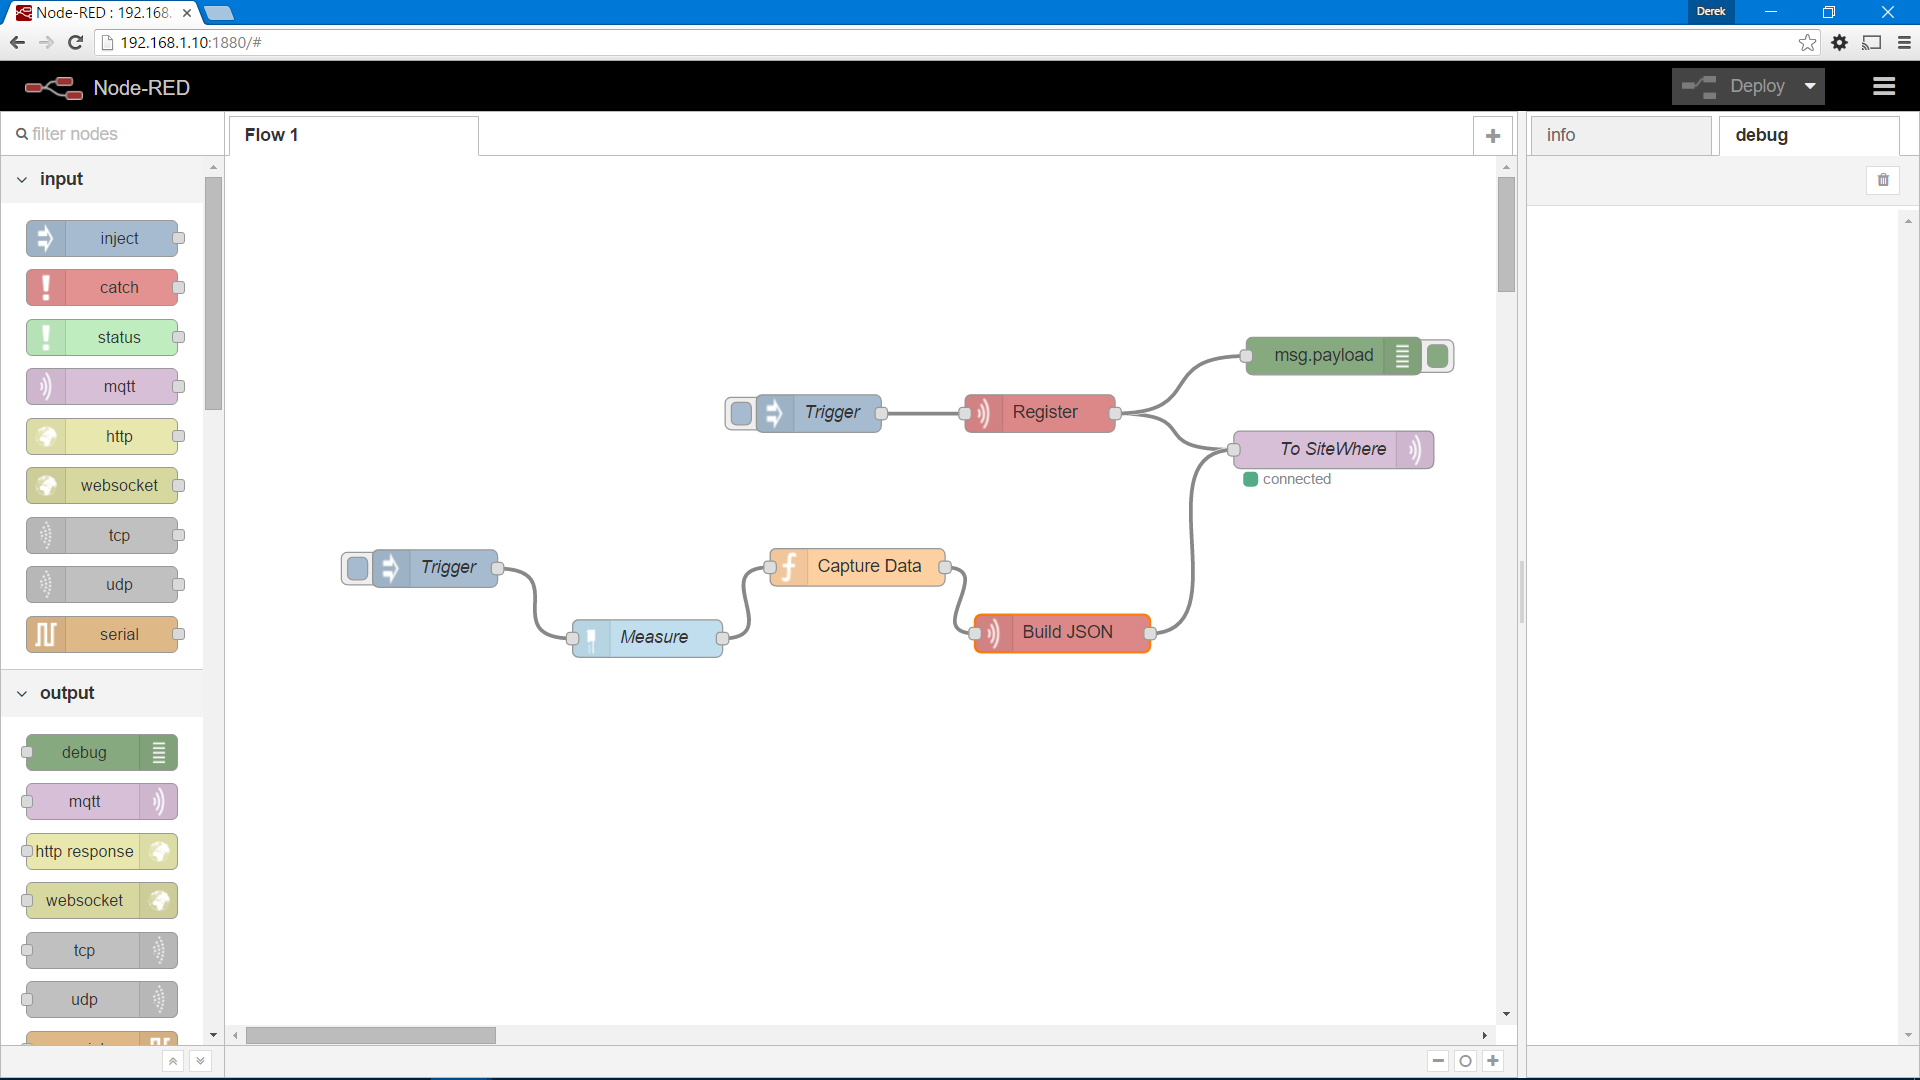 Node-RED : 192.168.
Derek
192.168.1.10:1880/#
Node-RED
Deploy
filter nodes
Flow 1
info
debug
input
inject
catch
status
mqtt
http
websocket
tcp
udp
serial
output
debug
mqtt
http response
websocket
tcp
udp
msg.payload
Trigger
Register
To SiteWhere
connected
Trigger
Capture Data
Measure
Build JSON